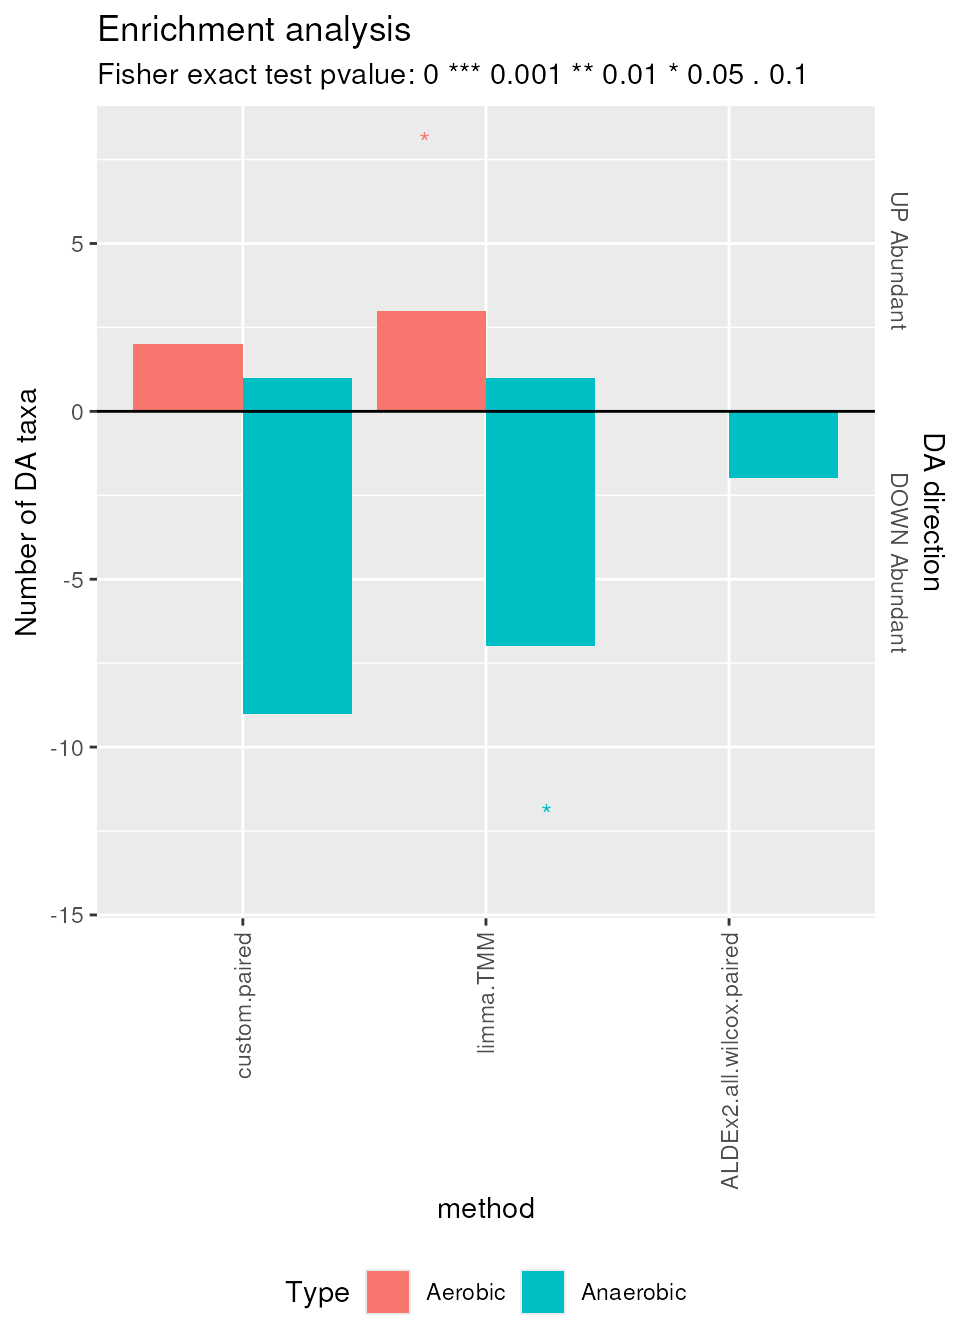 Enrichment analysis
Fisher exact test pvalue: 0 *** 0.001 ** 0.01 * 0.05 . 0.1
*
5
0
-5
-10
-15
*
Number of DA taxa
UP Abundant
DOWN Abundant
DA direction
custom.paired
limma.TMM
ALDEx2.all.wilcox.paired
method
Type Aerobic Anaerobic